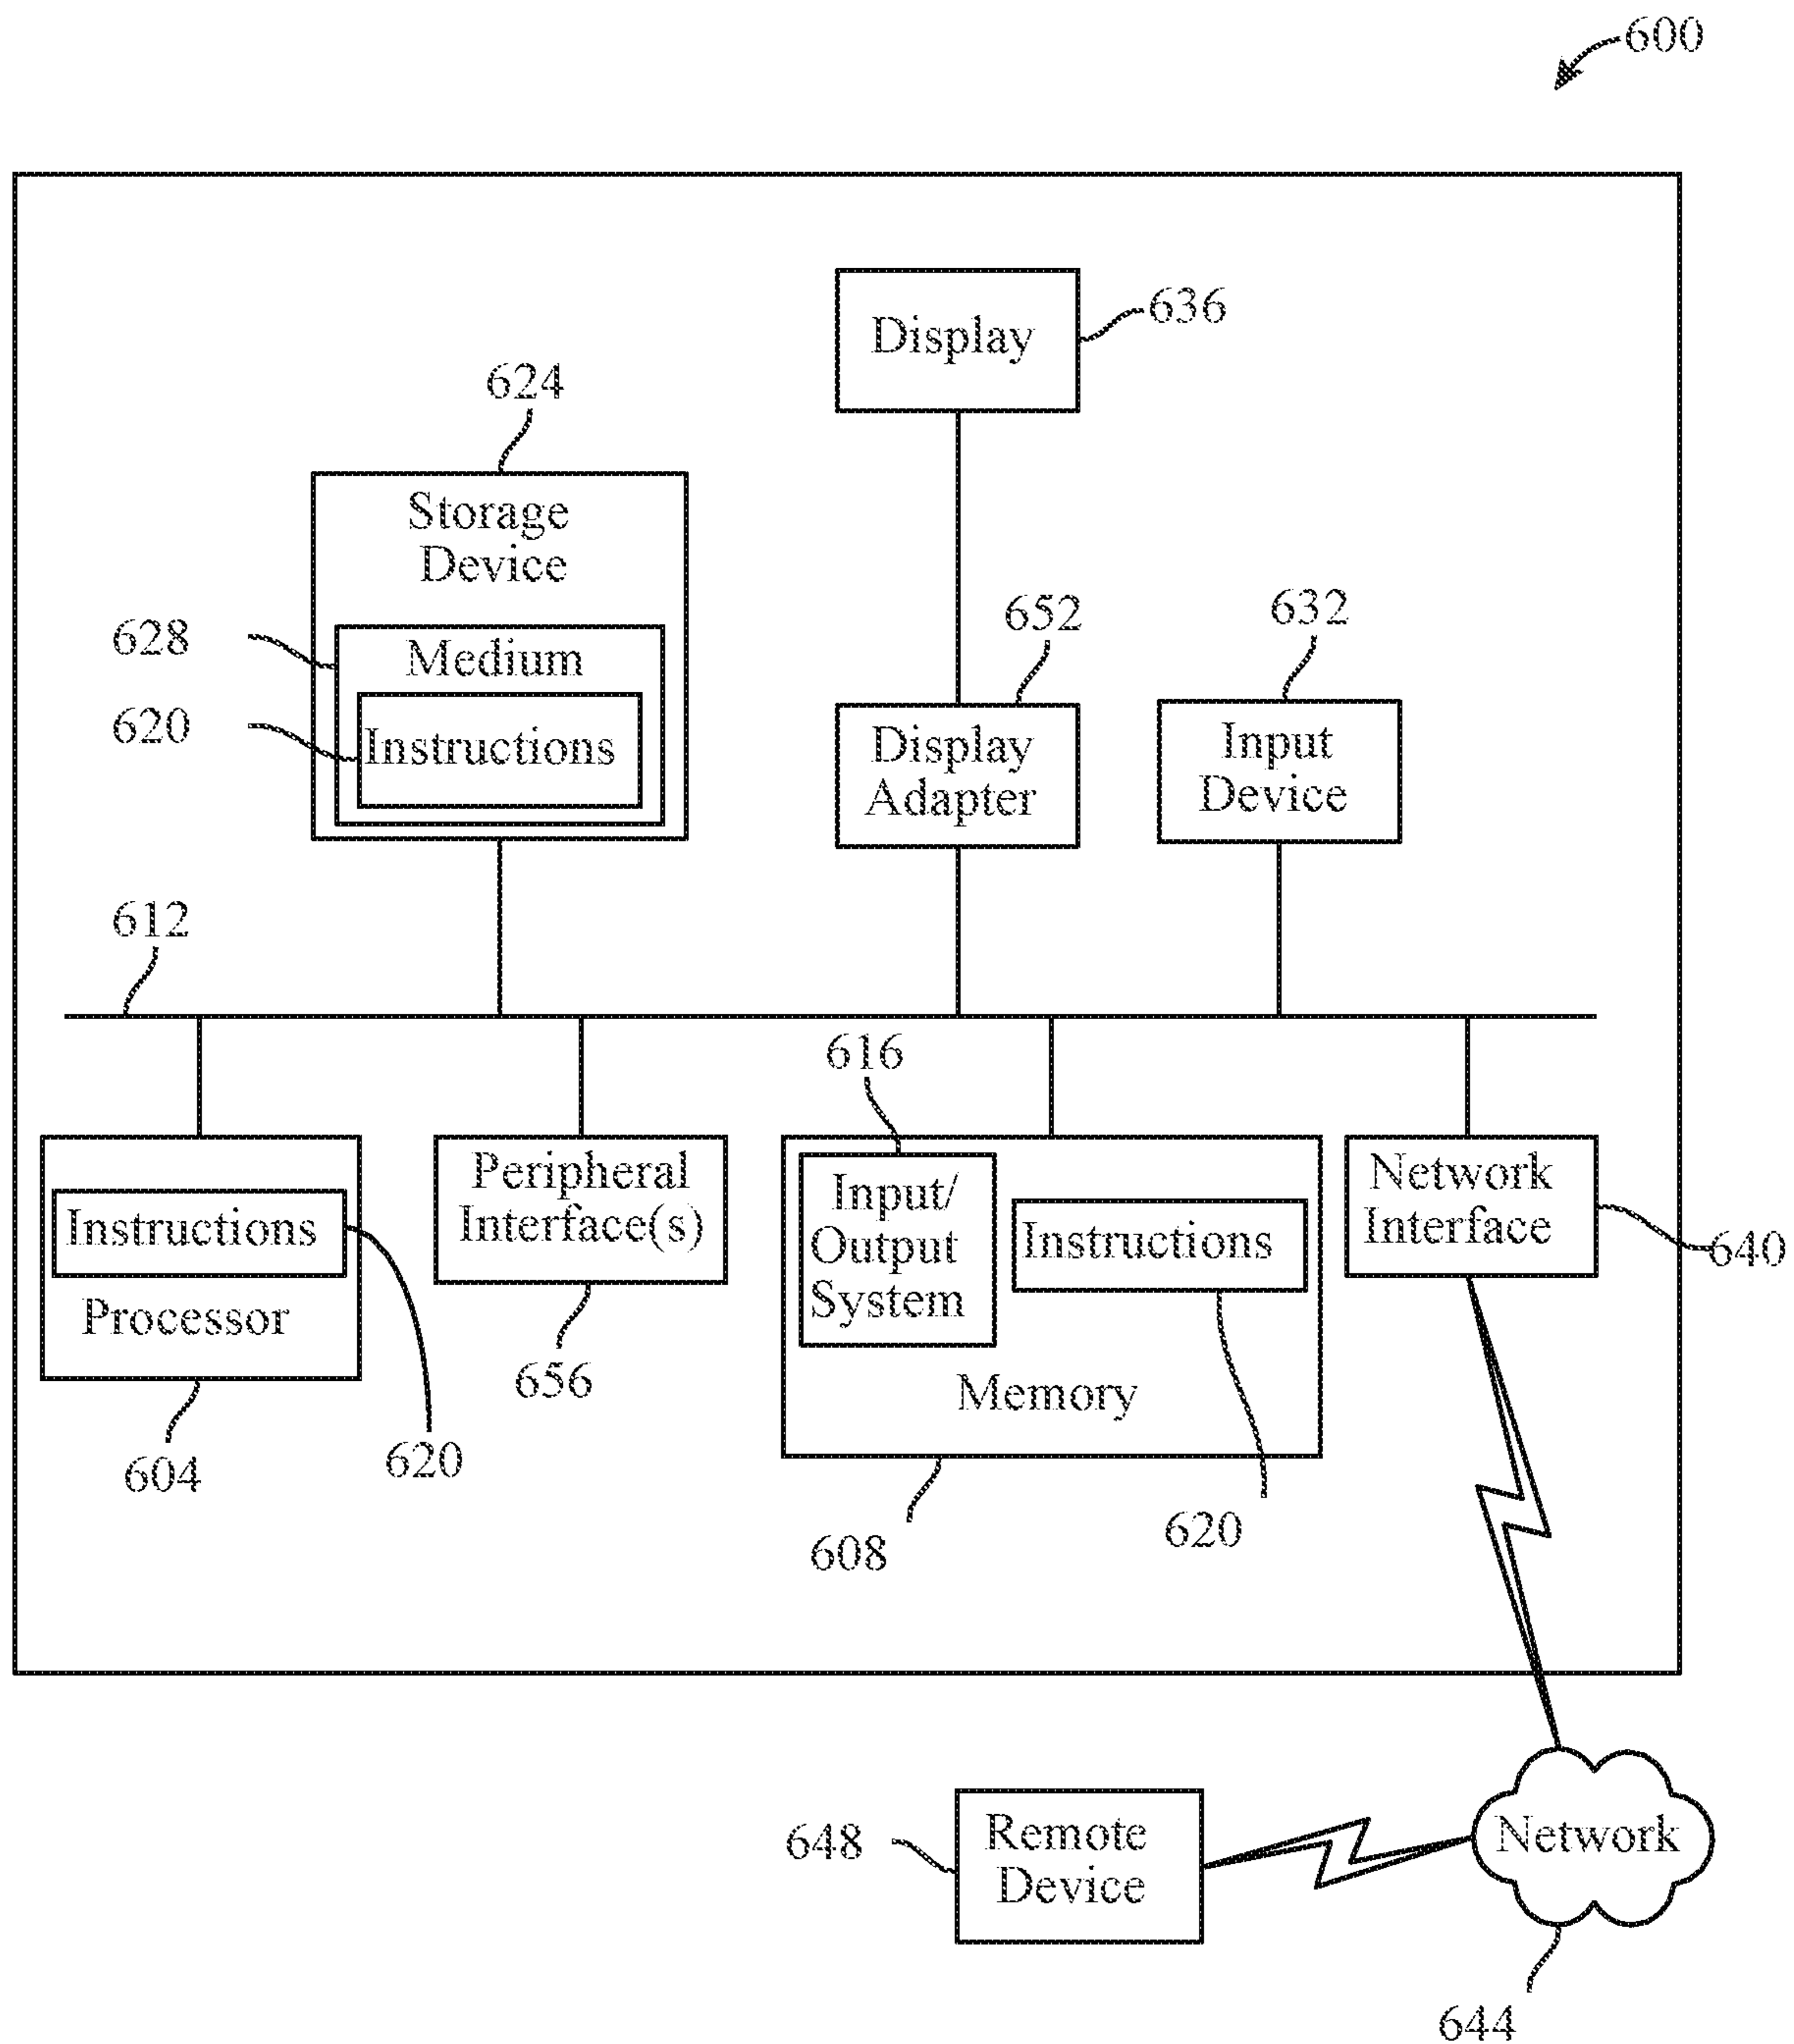 600
Display
636
624
Storage
Device
628
Medium
620
Instructions
652
Display
Adapter
632
Input
Device
612
616
Instructions
Processor
604
620
Peripheral
Interface(s)
656
Input/
Output
System
Instructions
Memory
608
620
Network
Interface
640
648
Remote
Device
Network
644